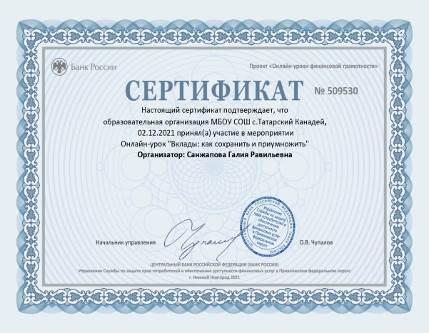 Банк России
Проект «Онлайн-уроки финансовой грамотности»
СЕРТИФИКАТ № 509530
Настоящий сертификат подтверждает, что
образовательная организация МБОУ СОШ с.Татарский Канадей,
02.12.2021 принял(а) участие в мероприятии
Онлайн-урок "Вклады: как сохранить и приумножить"
Организатор: Санжапова Галия Равильевна
Начальник управления
О.В. Чупалов
ЦЕНТРАЛЬНЫЙ БАНК РОССИЙСКОЙ ФЕДЕРАЦИИ (БАНК РОССИИ)
Управление Службы по защите прав потребителей и обеспечению доступности финансовых услуг в Приволжском федеральном округе
г. Нижний Новгород 2021